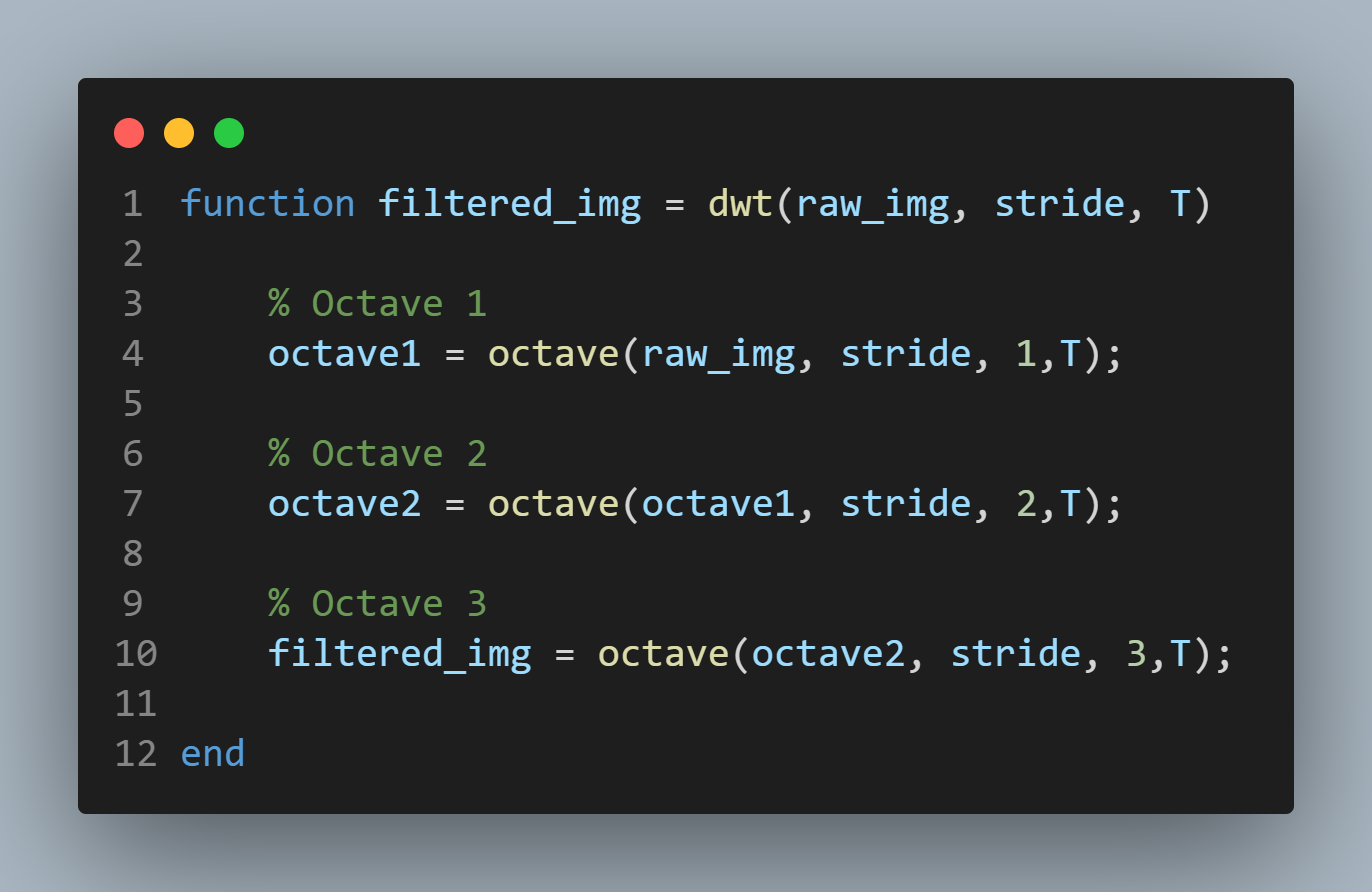 1 function filtered_img = dwt(raw_img, stride, T)
2
3     % Octave 1
4     octave1 = octave(raw_img, stride, 1,T);
5
6     % Octave 2
7     octave2 = octave(octave1, stride, 2,T);
8
9     % Octave 3
10     filtered_img = octave(octave2, stride, 3,T);
11
12 end